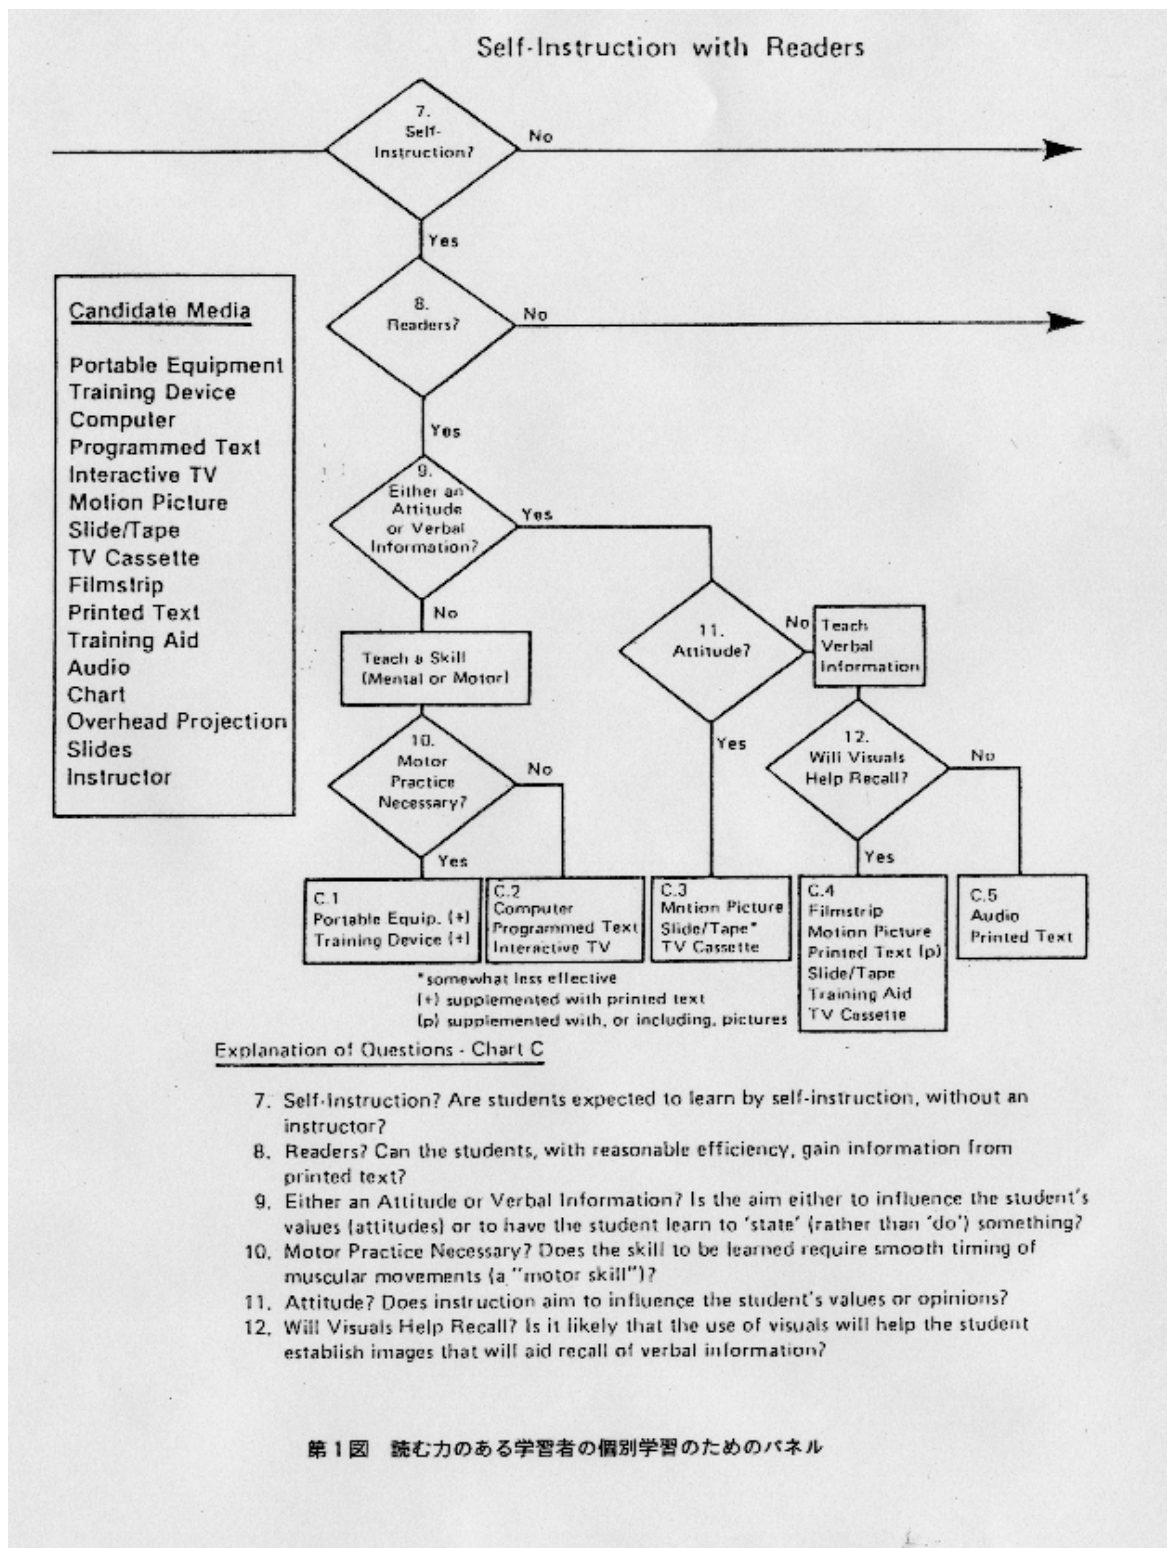 Self-Instruction with Readers
7.
Self-
Instruction?
No
Yes
8.
Readers?
No
Yes
Candidate Media
Portable Equipment
Training Device
Computer
Programmed Text
Interactive TV
Motion Picture
Slide/Tape
TV Cassette
Filmstrip
Printed Text
Training Aid
Audio
Chart
Overhead Projection
Slides
Instructor
9.
Either an
Attitude
or Verbal
Information?
Yes
No
Teach a Skill
(Mental or Motor)
10.
Motor
Practice
Necessary?
No
Yes
11.
Attitude?
No
Yes
Teach
Verbal
Information
12.
Will Visuals
Help Recall?
No
Yes
C.1
Portable Equip. (+)
Training Device (+)
C.2
Computer
Programmed Text
Interactive TV
C.3
Motion Picture
Slide/Tape*
TV Cassette
C.4
Filmstrip
Motion Picture
Printed Text (p)
Slide/Tape
Training Aid
TV Cassette
C.5
Audio
Printed Text
*somewhat less effective
(+) supplemented with printed text
(p) supplemented with, or including, pictures
Explanation of Questions - Chart C
7. Self-Instruction? Are students expected to learn by self-instruction, without an
instructor?
8. Readers? Can the students, with reasonable efficiency, gain information from
printed text?
9. Either an Attitude or Verbal Information? Is the aim either to influence the student's
values (attitudes) or to have the student learn to 'state' (rather than 'do') something?
10. Motor Practice Necessary? Does the skill to be learned require smooth timing of
muscular movements (a "motor skill")?
11. Attitude? Does instruction aim to influence the student's values or opinions?
12. Will Visuals Help Recall? Is it likely that the use of visuals will help the student
establish images that will aid recall of verbal information?
第1図 読む力のある学習者の個別学習のためのパネル